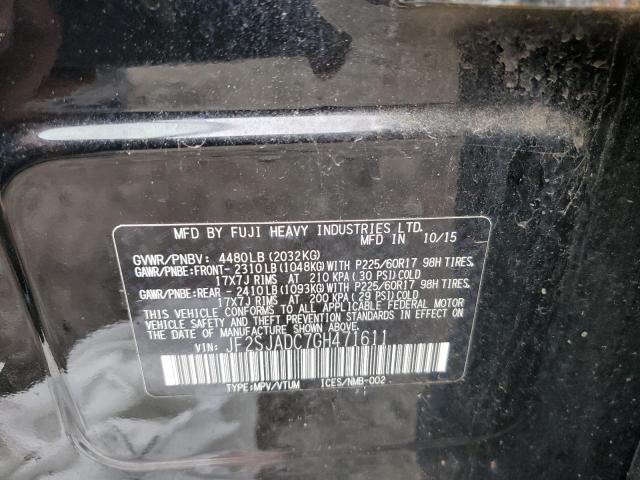 MFD BY FUJI HEAVY INDUSTRIES LTD.
MFD IN 10/15
GVWR/PNBV: 4480LB(2032KG)
GAWR/PNBE:FRONT- 2310LB(1048KG)WITH P225/60R17 98H TIRES,
17X7J RIMS AT 210 KPA(30 PSI)COLD
GAWR/PNBE:REAR -2410LB(1093KG)WITH P225/60R17 98H TIRES,
17X7J RIMS AT 200 KPA(29 PSI)COLD
THIS VEHICLE CONFORMS TO ALL APPLICABLE FEDERAL MOTOR
VEHICLE SAFETY AND BUMPER STANDARDS IN EFFECT ON THE
DATE OF MANUFACTURE SHOWN ABOVE.
VIN: JF2SJADC7GH471611
TYPE:MPV/VTUM ICES/NMB-002